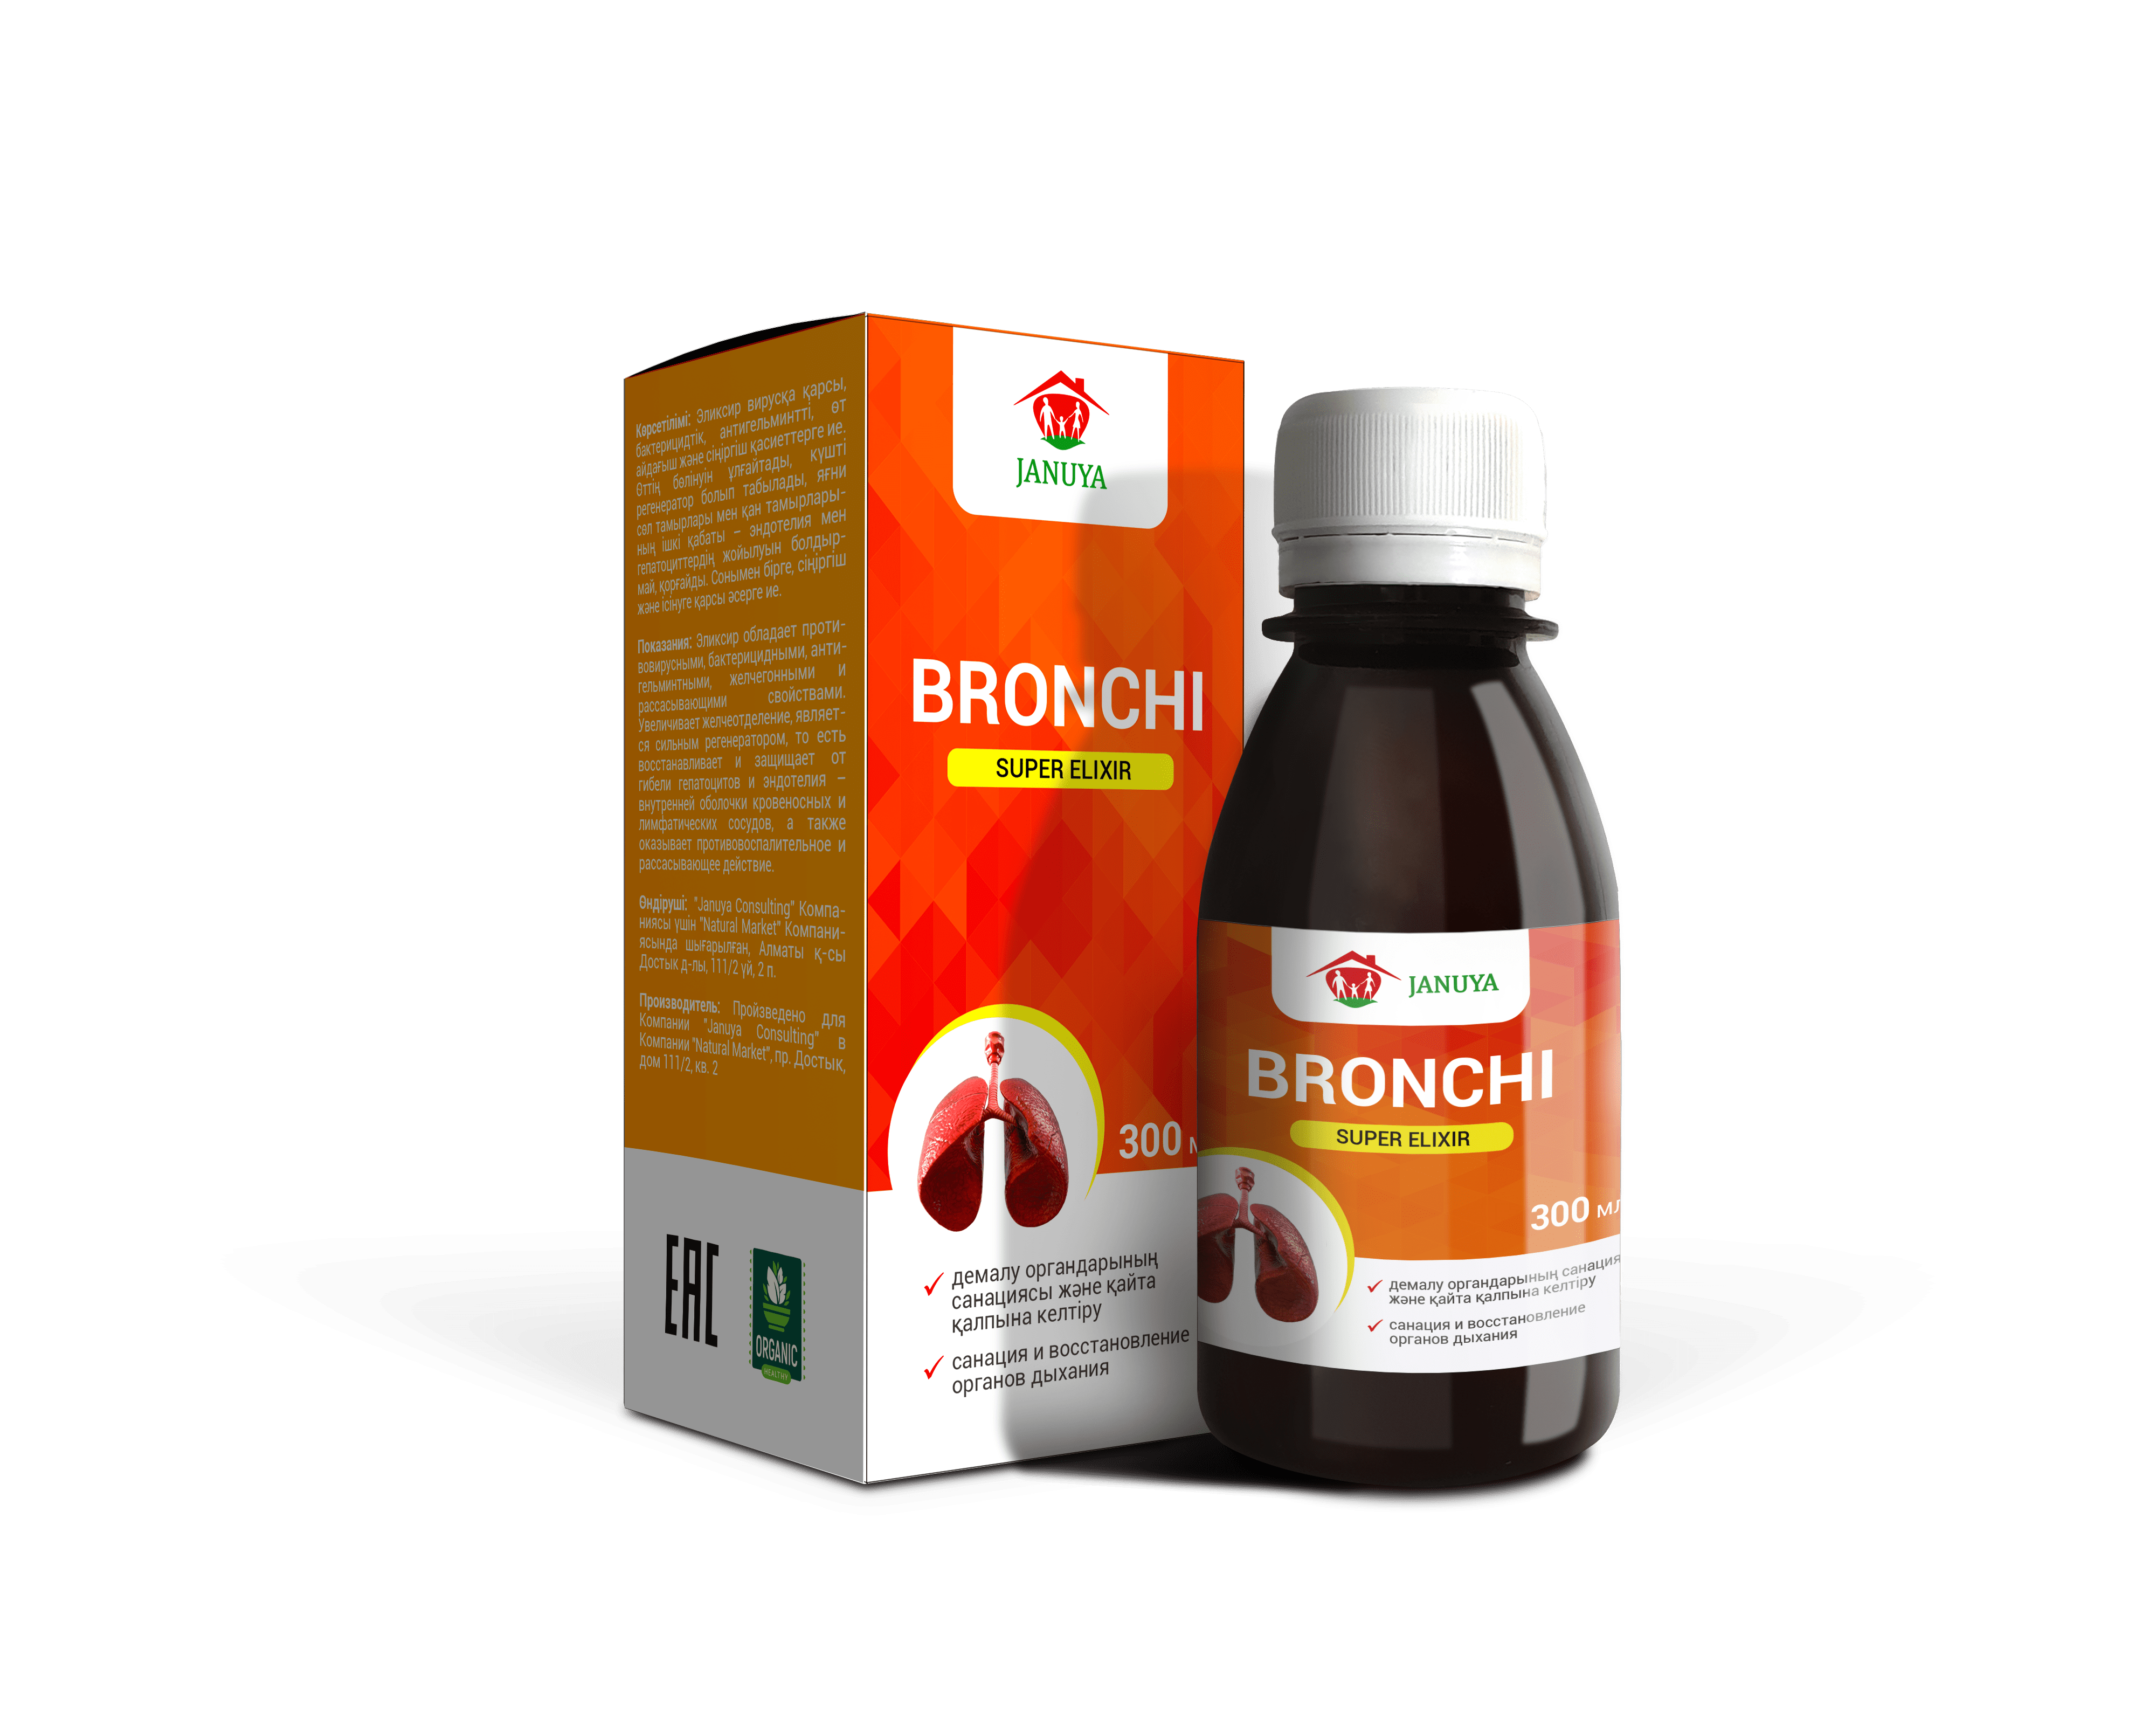 Көрсетілімі: Эликсир вирусқа қарсы,
бактерицидтік, антигельминтті, өт
айдағыш және сіңіргіш қасиеттерге ие.
Өттің бөлінуін ұлғайтады, күшті
регенератор болып табылады, яғни
сөл тамырлары мен қан тамырлары-
ның ішкі қабаты – эндотелия мен
гепатоциттердің жойылуын болдыр-
май, қорғайды. Сонымен бірге, сіңіргіш
және ісінуге қарсы әсерге ие.
Показания: Эликсир обладает проти-
вовирусными, бактерицидными, анти-
гельминтными, желчегонными и
рассасывающими свойствами.
Увеличивает желчеотделение, являет-
ся сильным регенератором, то есть
восстанавливает и защищает от
гибели гепатоцитов и эндотелия –
внутренней оболочки кровеносных и
лимфатических сосудов, а также
оказывает противовоспалительное и
рассасывающее действие.
Өндіруші: "Januya Consulting" Компа-
ниясы үшін "Natural Market" Компани-
ясында шығарылған, Алматы қ-сы
Достык д-лы, 111/2 үй, 2 п.
Производитель: Пройзведено для
Компании "Januya Consulting" в
Компании "Natural Market", пр. Достык,
дом 111/2, кв. 2
EAC
ORGANIC
HEALTHY
JANUYA
BRONCHI
SUPER ELIXIR
300
демалу органдарының
санациясы және қайта
қалпына келтіру
санация и восстановление
органов дыхания
JANUYA
BRONCHI
SUPER ELIXIR
300 мл
демалу органдарының санация
және қайта қалпына келтіру
санация и восстановление
органов дыхания